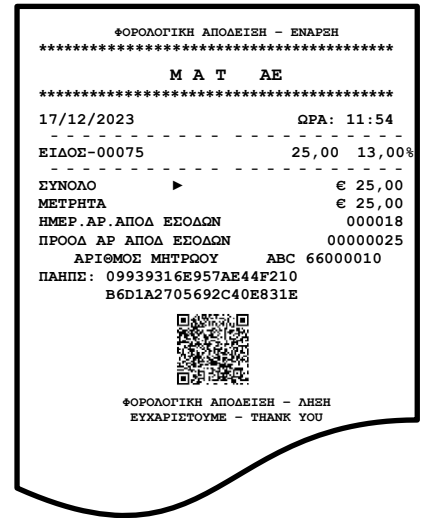 ΦΟΡΟΛΟΓΙΚΗ ΑΠΟΔΕΙΞΗ – ΕΝΑΡΞΗ
******************************************
Μ Α Τ ΑΕ
******************************************
17/12/2023 ΩΡΑ: 11:54
- - - - - - - - - - - - - - - - - - - - -
ΕΙΔΟΣ-00075 25,00 13,00%
- - - - - - - - - - - - - - - - - - - - -
ΣΥΝΟΛΟ ► € 25,00
ΜΕΤΡΗΤΑ € 25,00
ΗΜΕΡ.ΑΡ.ΑΠΟΔ ΕΣΟΔΩΝ 000018
ΠΡΟΟΔ ΑΡ ΑΠΟΔ ΕΣΟΔΩΝ 00000025
ΑΡΙΘΜΟΣ ΜΗΤΡΩΟΥ ABC 66000010
ΠΑΗΠΣ: 09939316E957AE44F210
B6D1A2705692C40E831E
ΦΟΡΟΛΟΓΙΚΗ ΑΠΟΔΕΙΞΗ – ΛΗΞΗ
ΕΥΧΑΡΙΣΤΟΥΜΕ – THANK YOU